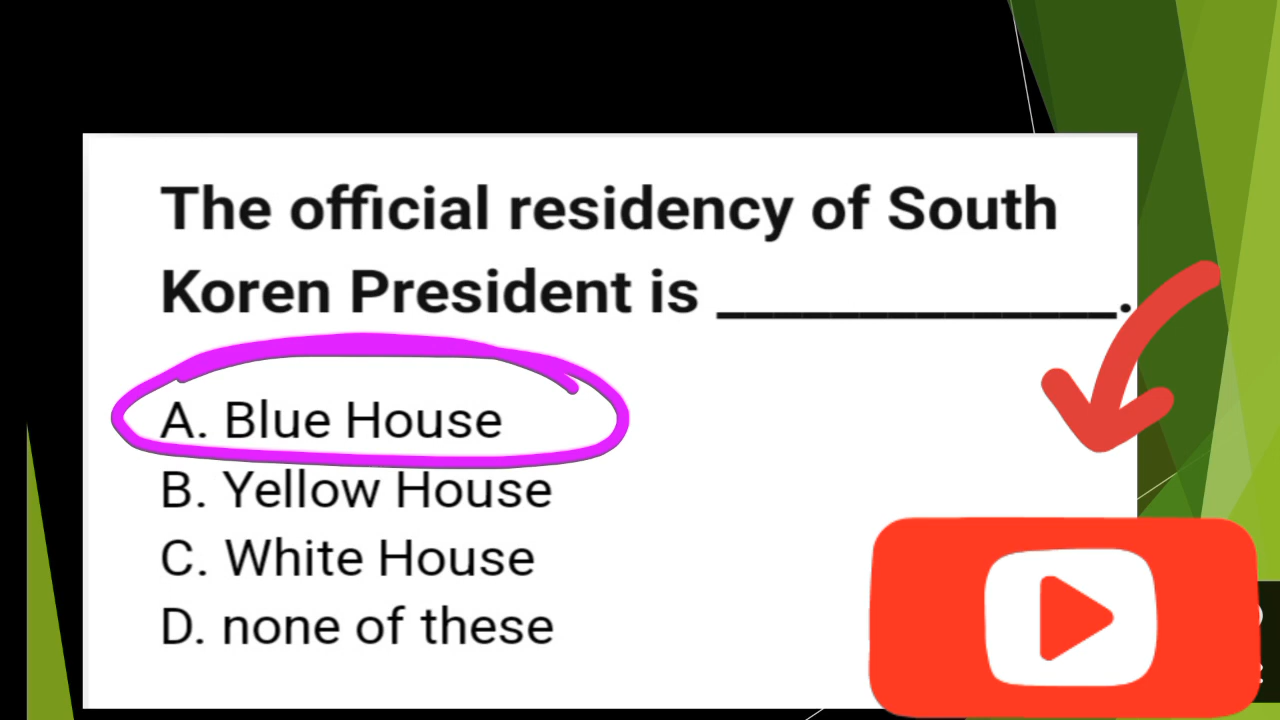 The official residency of South
Koren President is ______________.
A. Blue House
B. Yellow House
C. White House
D. none of these